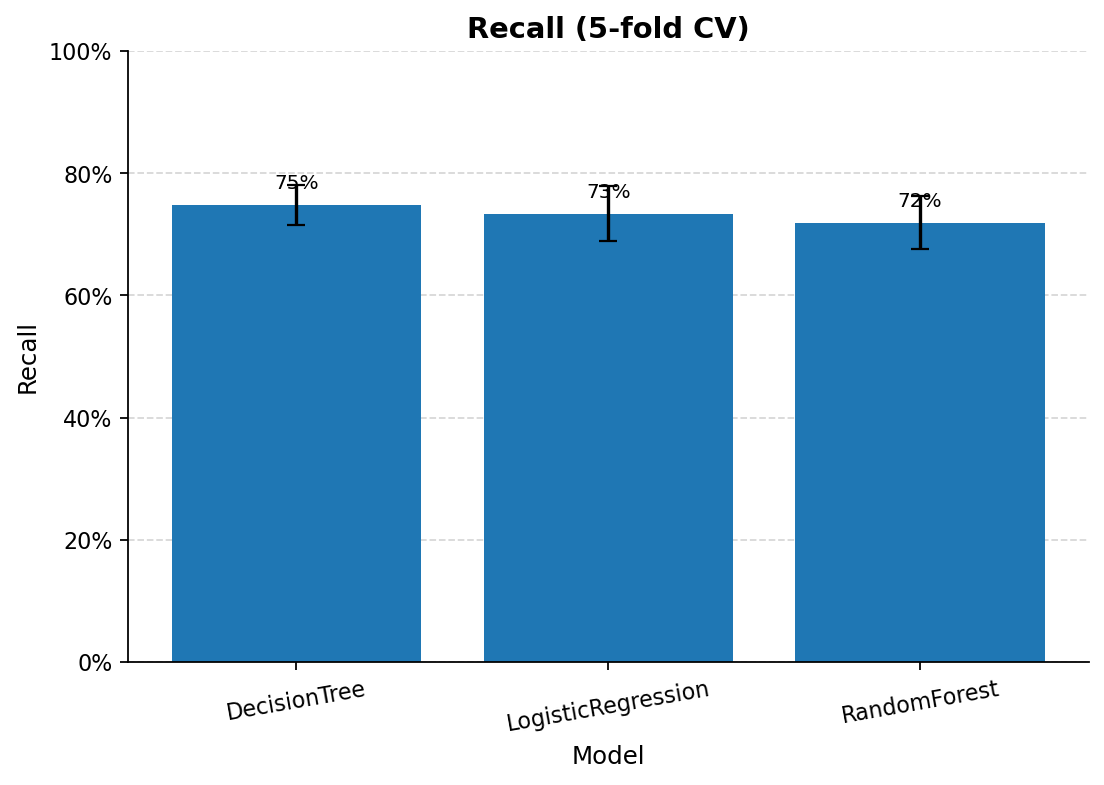 Recall (5-fold CV)
100%
80%
60%
40%
20%
0%
Recall
75%
73%
72%
DecisionTree
LogisticRegression
RandomForest
Model